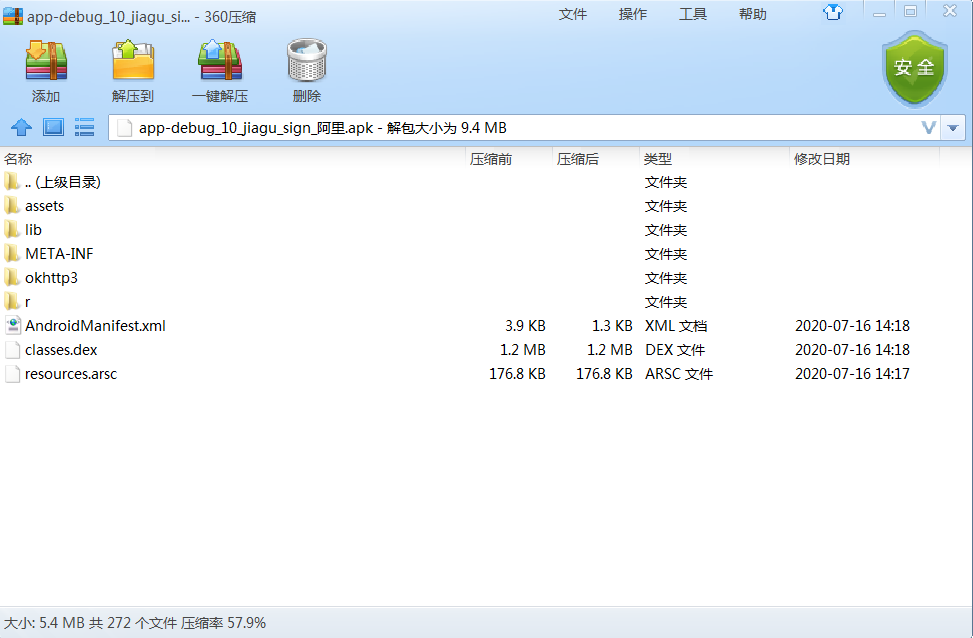 app-debug_10_jiagu_si... - 360压缩 文件 操作 工具 帮助
添加 解压到 一键解压 删除 安全
app-debug_10_jiagu_sign_阿里.apk - 解包大小为 9.4 MB
名称 压缩前 压缩后 类型 修改日期
.. (上级目录) 文件夹
assets 文件夹
lib 文件夹
META-INF 文件夹
okhttp3 文件夹
r 文件夹
AndroidManifest.xml 3.9 KB 1.3 KB XML 文档 2020-07-16 14:18
classes.dex 1.2 MB 1.2 MB DEX 文件 2020-07-16 14:18
resources.arsc 176.8 KB 176.8 KB ARSC 文件 2020-07-16 14:17
大小: 5.4 MB 共 272 个文件 压缩率 57.9%